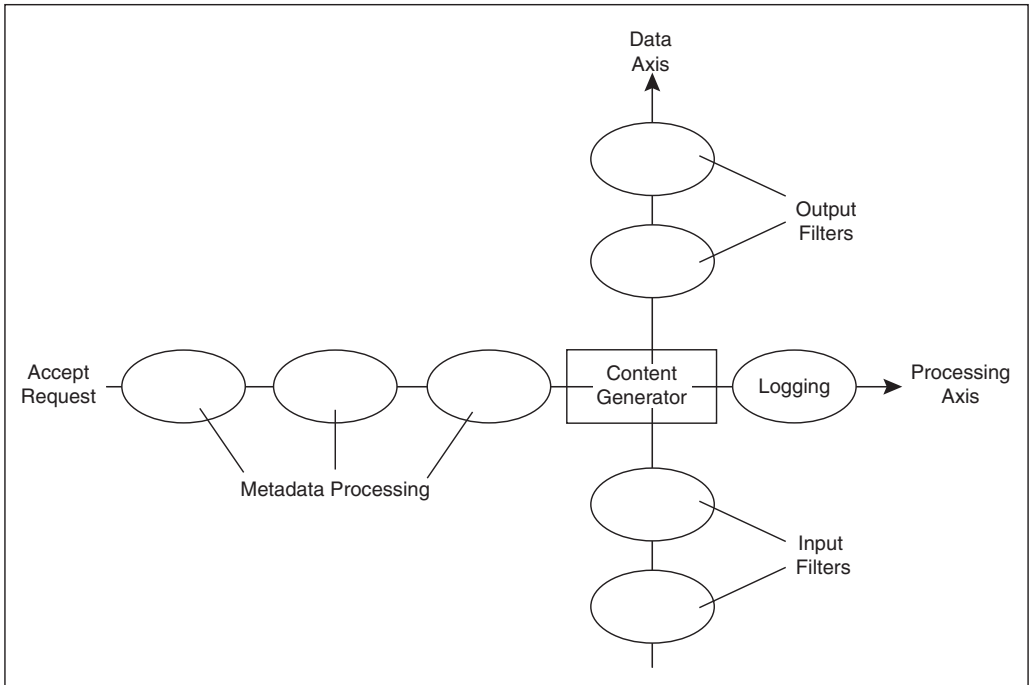 Data
Axis
Output
Filters
Accept
Request
Content
Generator
Logging
Processing
Axis
Metadata Processing
Input
Filters